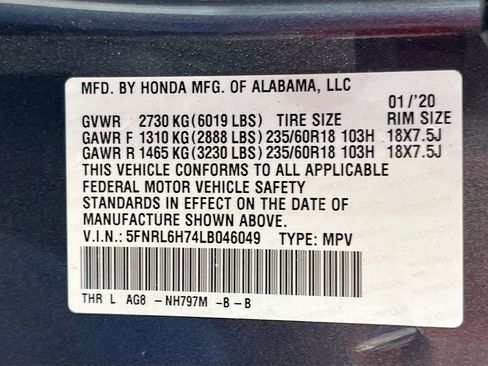 MFD. BY HONDA MFG. OF ALABAMA, LLC
01/'20
GVWR 2730 KG(6019 LBS) TIRE SIZE RIM SIZE
GAWR F 1310 KG(2888 LBS) 235/60R18 103H 18X7.5J
GAWR R 1465 KG(3230 LBS) 235/60R18 103H 18X7.5J
THIS VEHICLE CONFORMS TO ALL APPLICABLE
FEDERAL MOTOR VEHICLE SAFETY
STANDARDS IN EFFECT ON THE DATE OF
MANUFACTURE SHOWN ABOVE.
V.I.N.: 5FNRL6H74LB046049 TYPE: MPV
THR L AG8 -NH797M -B-B